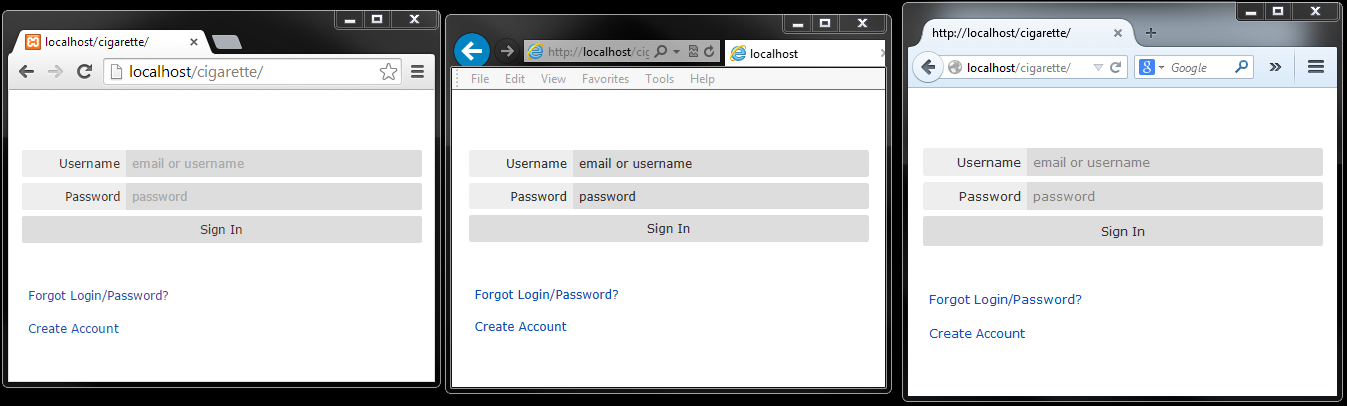 localhost/cigarette/
localhost/cigarette/
Username email or username
Password password
Sign In
Forgot Login/Password?
Create Account
http://localhost/cig
localhost
File Edit View Favorites Tools Help
Username email or username
Password password
Sign In
Forgot Login/Password?
Create Account
http://localhost/cigarette/
localhost/cigarette/
8 Google
Username email or username
Password password
Sign In
Forgot Login/Password?
Create Account